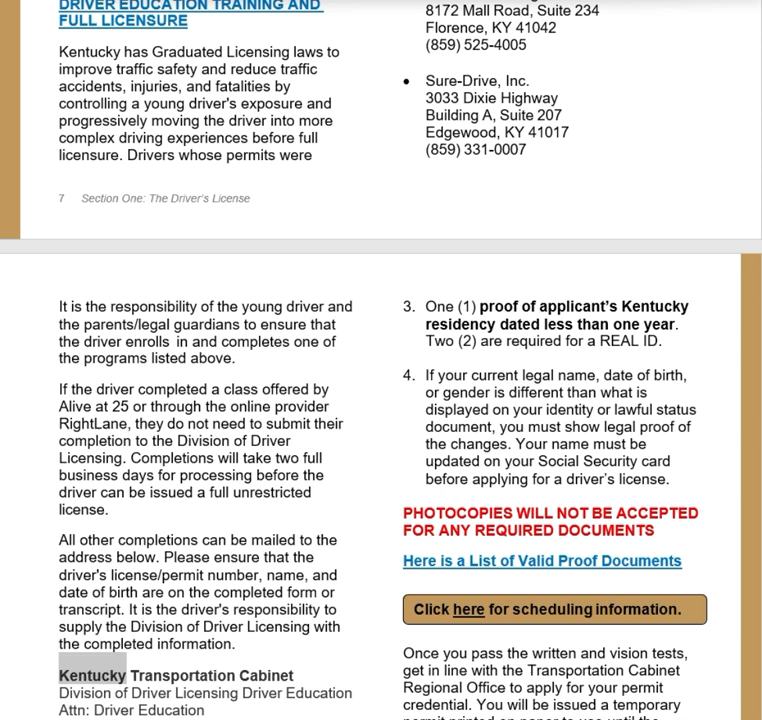 DRIVER EDUCATION TRAINING AND
FULL LICENSURE
Kentucky has Graduated Licensing laws to
improve traffic safety and reduce traffic
accidents, injuries, and fatalities by
controlling a young driver's exposure and
progressively moving the driver into more
complex driving experiences before full
licensure. Drivers whose permits were
8172 Mall Road, Suite 234
Florence, KY 41042
(859) 525-4005
• Sure-Drive, Inc.
3033 Dixie Highway
Building A, Suite 207
Edgewood, KY 41017
(859) 331-0007
7 Section One: The Driver's License
It is the responsibility of the young driver and
the parents/legal guardians to ensure that
the driver enrolls in and completes one of
the programs listed above.
If the driver completed a class offered by
Alive at 25 or through the online provider
RightLane, they do not need to submit their
completion to the Division of Driver
Licensing. Completions will take two full
business days for processing before the
driver can be issued a full unrestricted
license.
All other completions can be mailed to the
address below. Please ensure that the
driver's license/permit number, name, and
date of birth are on the completed form or
transcript. It is the driver's responsibility to
supply the Division of Driver Licensing with
the completed information.
Kentucky Transportation Cabinet
Division of Driver Licensing Driver Education
Attn: Driver Education
3. One (1) proof of applicant's Kentucky
residency dated less than one year.
Two (2) are required for a REAL ID.
4. If your current legal name, date of birth,
or gender is different than what is
displayed on your identity or lawful status
document, you must show legal proof of
the changes. Your name must be
updated on your Social Security card
before applying for a driver's license.
PHOTOCOPIES WILL NOT BE ACCEPTED
FOR ANY REQUIRED DOCUMENTS
Here is a List of Valid Proof Documents
Click here for scheduling information.
Once you pass the written and vision tests,
get in line with the Transportation Cabinet
Regional Office to apply for your permit
credential. You will be issued a temporary